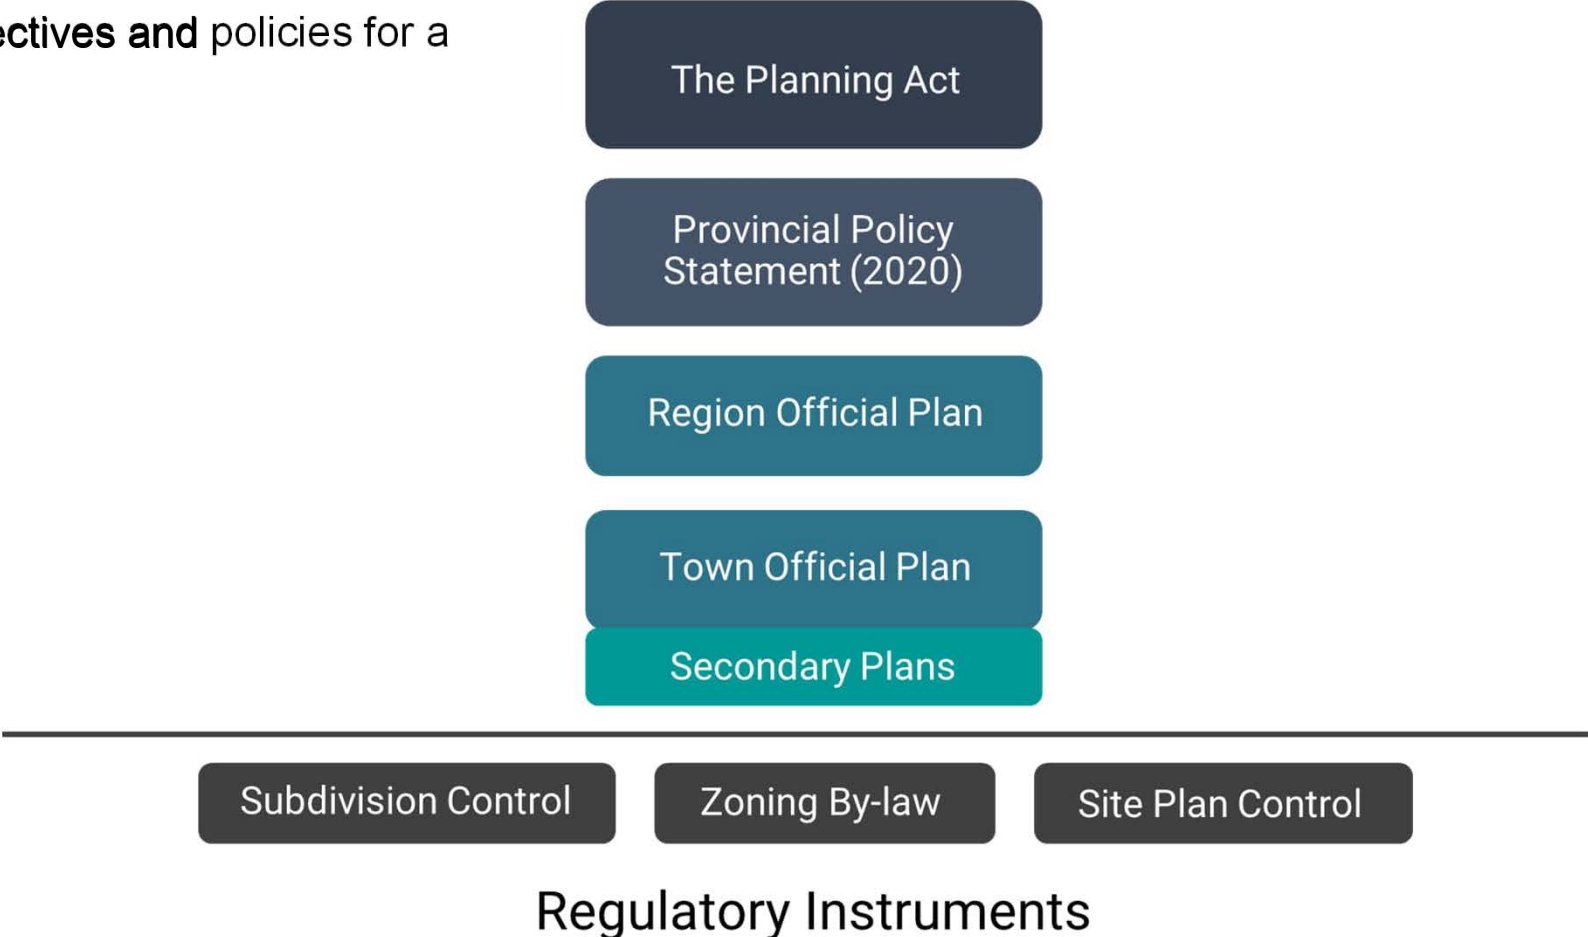 and policies for a
The Planning Act
Provincial Policy
Statement (2020)
Region Official Plan
Town Official Plan
Secondary Plans
Subdivision Control
Zoning By-law
Site Plan Control
Regulatory Instruments